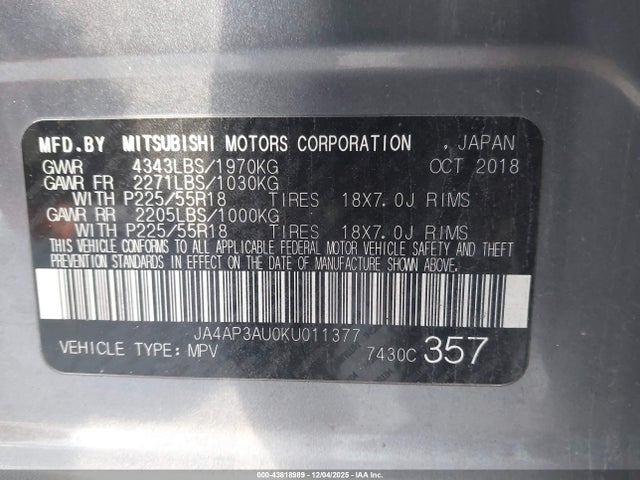 MFD.BY MITSUBISHI MOTORS CORPORATION , JAPAN
GVWR 4343LBS/1970KG OCT 2018
GAWR FR 2271LBS/1030KG
WITH P225/55R18 TIRES 18X7.0J RIMS
GAWR RR 2205LBS/1000KG
WITH P225/55R18 TIRES 18X7.0J RIMS
THIS VEHICLE CONFORMS TO ALL APPLICABLE FEDERAL MOTOR VEHICLE SAFETY AND THEFT
PREVENTION STANDARDS IN EFFECT ON THE DATE OF MANUFACTURE SHOWN ABOVE.
JA4AP3AU0KU011377
VEHICLE TYPE: MPV 7430C 357
000-43818989 - 12/04/2025 - IAA Corp.